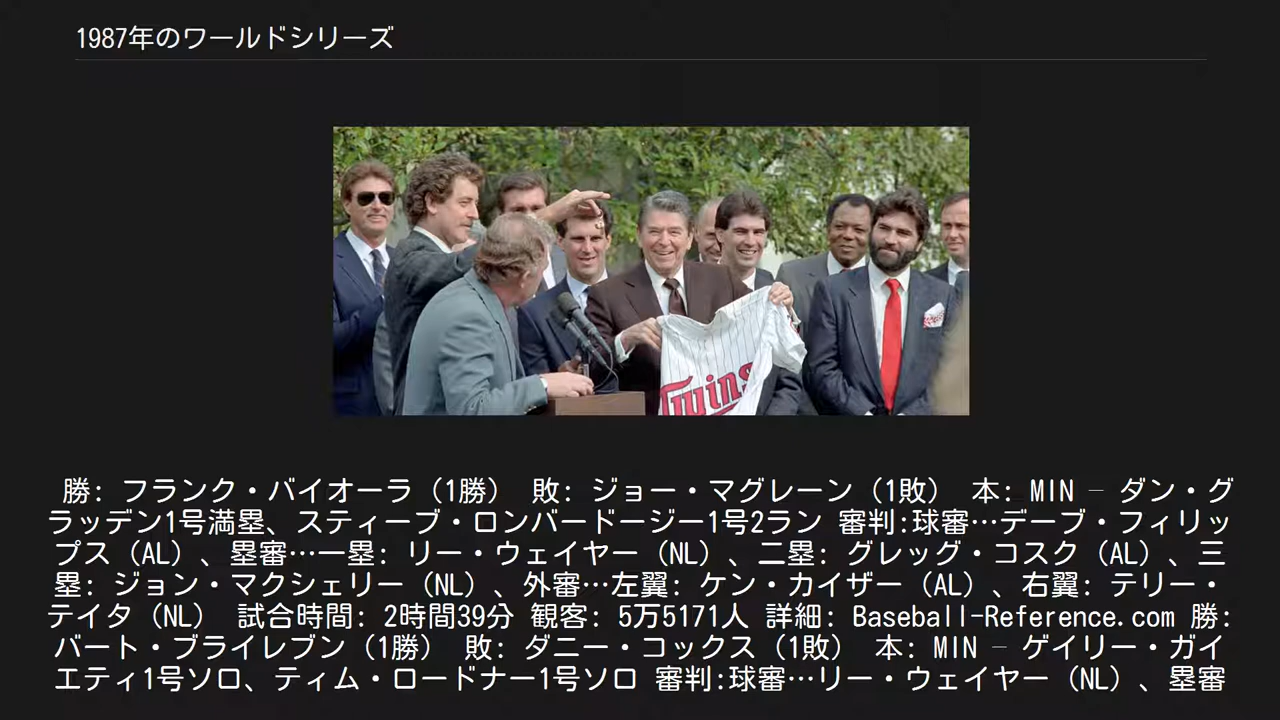 1987年のワールドシリーズ
Twins
勝: フランク・バイオーラ（1勝） 敗: ジョー・マグレーン（1敗） 本: MIN – ダン・グ
ラッデン1号満塁、スティーブ・ロンバードージー1号2ラン 審判:球審…デーブ・フィリッ
プス（AL）、塁審…一塁: リー・ウェイヤー（NL）、二塁: グレッグ・コスク（AL）、三
塁: ジョン・マクシェリー（NL）、外審…左翼: ケン・カイザー（AL）、右翼: テリー・
テイタ（NL） 試合時間: 2時間39分 観客: 5万5171人 詳細: Baseball-Reference.com 勝:
バート・ブライレブン（1勝） 敗: ダニー・コックス（1敗） 本: MIN – ゲイリー・ガイ
エティ1号ソロ、ティム・ロードナー1号ソロ 審判:球審…リー・ウェイヤー（NL）、塁審